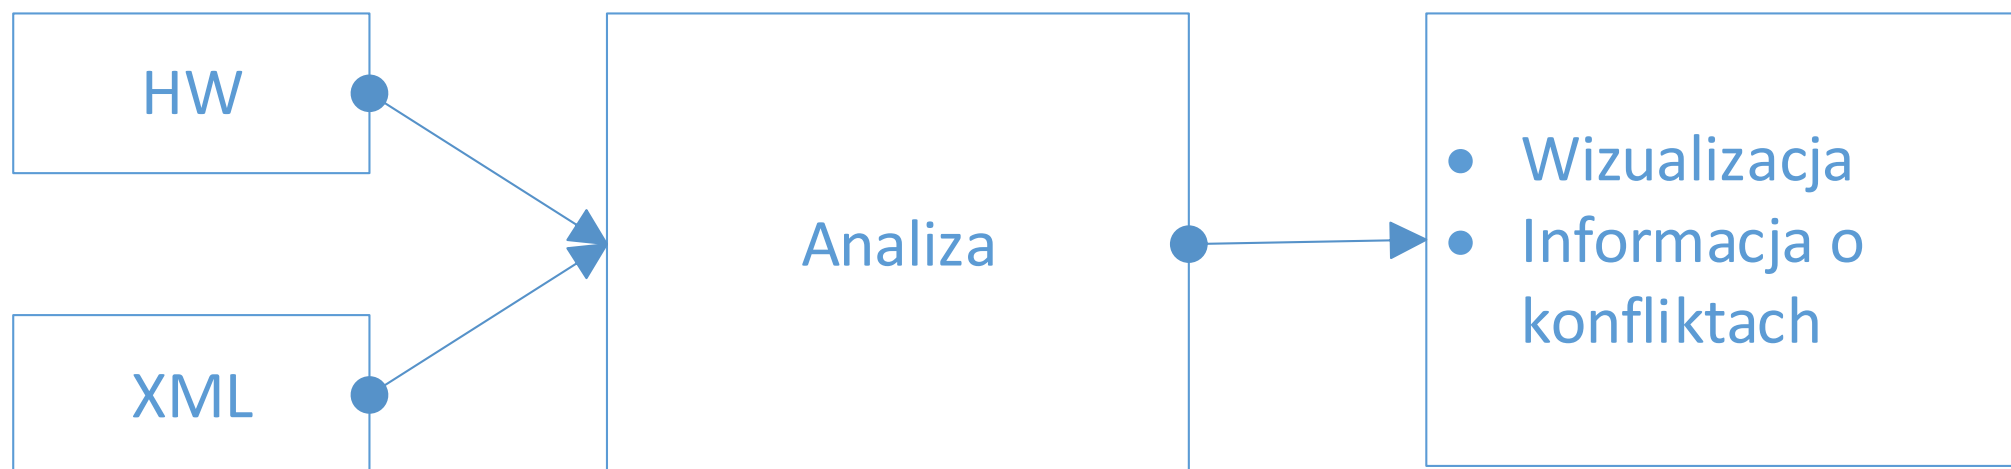 HW
XML
Analiza
Wizualizacja
Informacja o
konfliktach